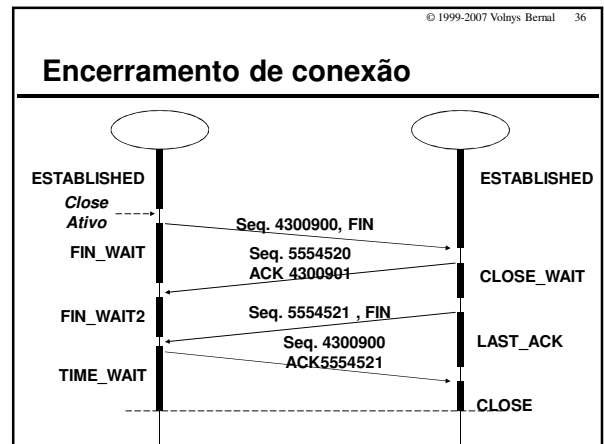 © 1999-2007 Volnys Bernal 36
Encerramento de conexão
ESTABLISHED
ESTABLISHED
Close
Ativo
Seq. 4300900, FIN
FIN_WAIT
Seq. 5554520
ACK 4300901
CLOSE_WAIT
Seq. 5554521 , FIN
FIN_WAIT2
Seq. 4300900
ACK5554521
LAST_ACK
TIME_WAIT
CLOSE